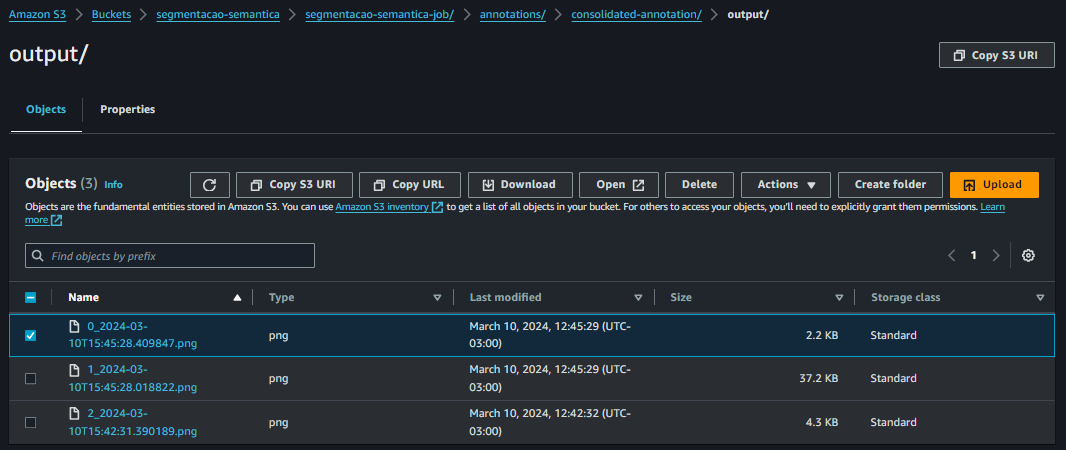 Amazon S3 > Buckets > segmentacao-semantica > segmentacao-semantica-job/ > annotations/ > consolidated-annotation/ > output/
output/
Copy S3 URI
Objects Properties
Objects (3) Info
Copy S3 URI Copy URL Download Open Delete Actions Create folder Upload
Objects are the fundamental entities stored in Amazon S3. You can use Amazon S3 inventory to get a list of all objects in your bucket. For others to access your objects, you'll need to explicitly grant them permissions. Learn
more
Find objects by prefix
1
Name Type Last modified Size Storage class
0_2024-03-
10T15:45:28.409847.png
png
March 10, 2024, 12:45:29 (UTC-
03:00)
2.2 KB
Standard
1_2024-03-
10T15:45:28.018822.png
png
March 10, 2024, 12:45:29 (UTC-
03:00)
37.2 KB
Standard
2_2024-03-
10T15:42:31.390189.png
png
March 10, 2024, 12:42:32 (UTC-
03:00)
4.3 KB
Standard